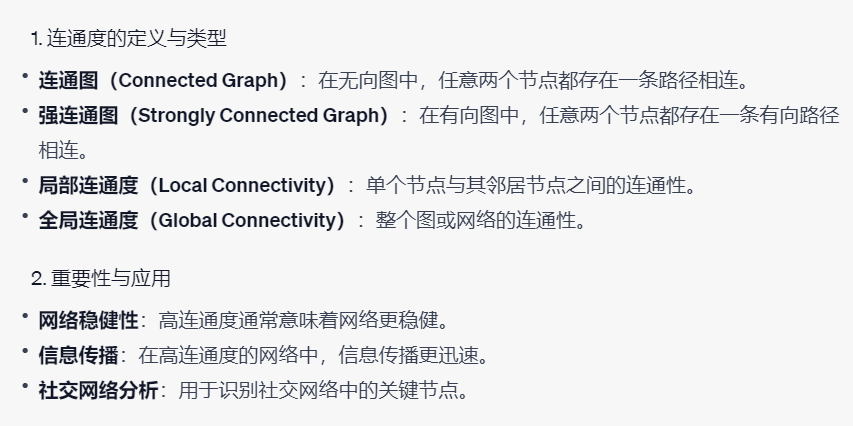 1. 连通度的定义与类型
• 连通图（Connected Graph）：在无向图中，任意两个节点都存在一条路径相连。
• 强连通图（Strongly Connected Graph）：在有向图中，任意两个节点都存在一条有向路径
相连。
• 局部连通度（Local Connectivity）：单个节点与其邻居节点之间的连通性。
• 全局连通度（Global Connectivity）：整个图或网络的连通性。
2. 重要性与应用
• 网络稳健性：高连通度通常意味着网络更稳健。
• 信息传播：在高连通度的网络中，信息传播更迅速。
• 社交网络分析：用于识别社交网络中的关键节点。